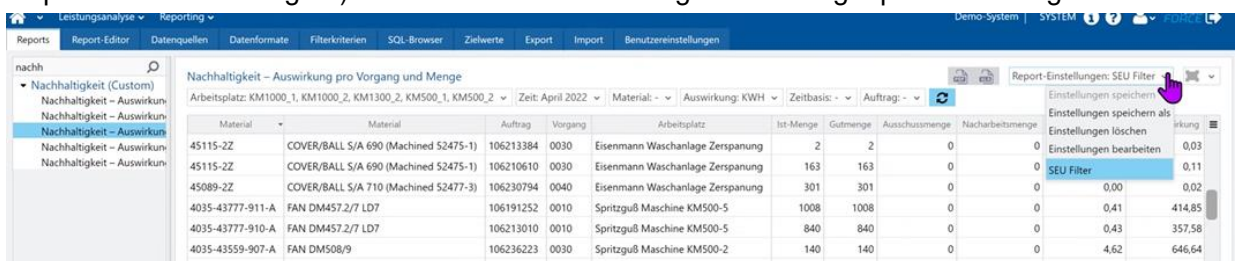 Leistungsanalyse Reporting Demo-System | SYSTEM FORCE
Reports Report-Editor Datenquellen Datenformate Filterkriterien SQL-Browser Zielwerte Export Import Benutzereinstellungen
nachh
Nachhaltigkeit (Custom)
Nachhaltigkeit – Auswirkun
Nachhaltigkeit – Auswirkun
Nachhaltigkeit – Auswirkun
Nachhaltigkeit – Auswirkun
Nachhaltigkeit – Auswirkun
Nachhaltigkeit – Auswirkung pro Vorgang und Menge
Report-Einstellungen: SEU Filter
Arbeitsplatz: KM1000_1, KM1000_2, KM1300_2, KM500_1, KM500_2 Zeit: April 2022 Material: - Auswirkung: KWH Zeitbasis: - Auftrag: -
Einstellungen speichern
Einstellungen speichern als
Einstellungen löschen
Einstellungen bearbeiten
SEU Filter
Material Material Auftrag Vorgang Arbeitsplatz Ist-Menge Gutmenge Ausschussmenge Nacharbeitsmenge irkung
45115-2Z COVER/BALL S/A 690 (Machined 52475-1) 106213384 0030 Eisenmann Waschanlage Zerspanung 2 2 0 0 0,03
45115-2Z COVER/BALL S/A 690 (Machined 52475-1) 106210610 0030 Eisenmann Waschanlage Zerspanung 163 163 0 0 0,11
45089-2Z COVER/BALL S/A 710 (Machined 52477-3) 106230794 0040 Eisenmann Waschanlage Zerspanung 301 301 0 0 0,00 0,02
4035-43777-911-A FAN DM457.2/7 LD7 106191252 0010 Spritzguß Maschine KM500-5 1008 1008 0 0 0,41 414,85
4035-43777-910-A FAN DM457.2/7 LD7 106213010 0010 Spritzguß Maschine KM500-5 840 840 0 0 0,43 357,58
4035-43559-907-A FAN DM508/9 106236223 0030 Spritzguß Maschine KM500-2 140 140 0 0 4,62 646,64